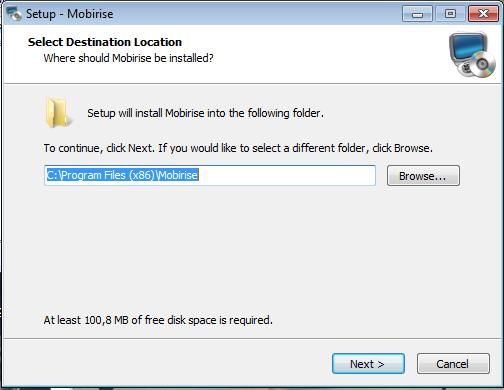 Setup - Mobirise
Select Destination Location
Where should Mobirise be installed?
Setup will install Mobirise into the following folder.
To continue, click Next. If you would like to select a different folder, click Browse.
C:\Program Files (x86)\Mobirise
Browse...
At least 100,8 MB of free disk space is required.
Next >
Cancel